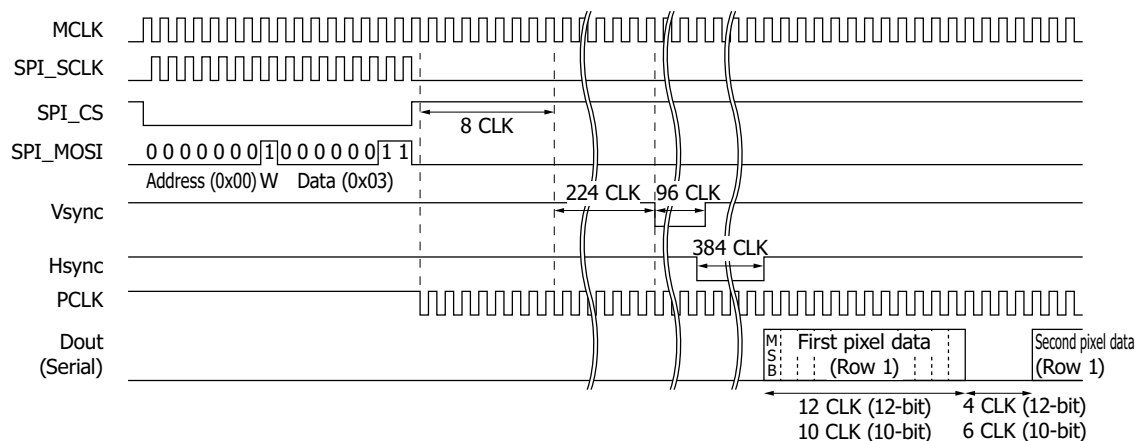 MCLK
SPI_SCLK
SPI_CS
8 CLK
SPI_MOSI
0 0 0 0 0 0 0 1 0 0 0 0 0 0 1 1
Address (0x00) W Data (0x03)
224 CLK 96 CLK
Vsync
384 CLK
Hsync
PCLK
Dout
(Serial)
MSB
First pixel data
(Row 1)
Second pixel data
(Row 1)
12 CLK (12-bit) 4 CLK (12-bit)
10 CLK (10-bit) 6 CLK (10-bit)